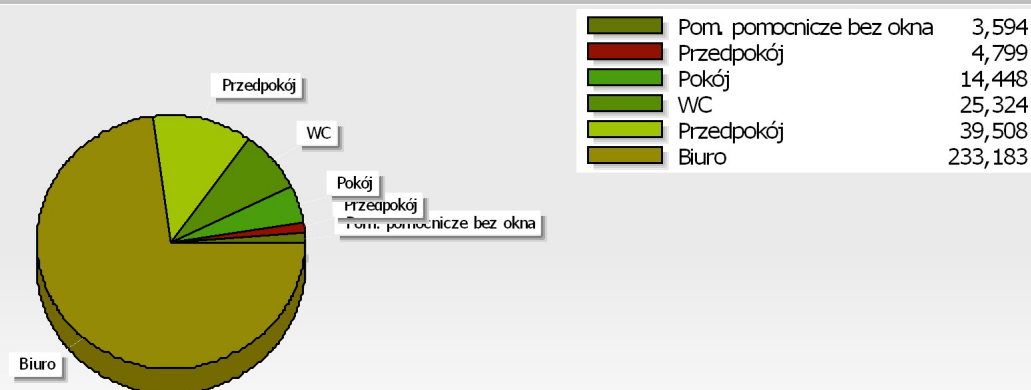 Pom. pomocnicze bez okna 3,594
Przedpokój 4,799
Pokój 14,448
WC 25,324
Przedpokój 39,508
Biuro 233,183
Przedpokój
WC
Pokój
Przedpokój
Pom. pomocnicze bez okna
Biuro